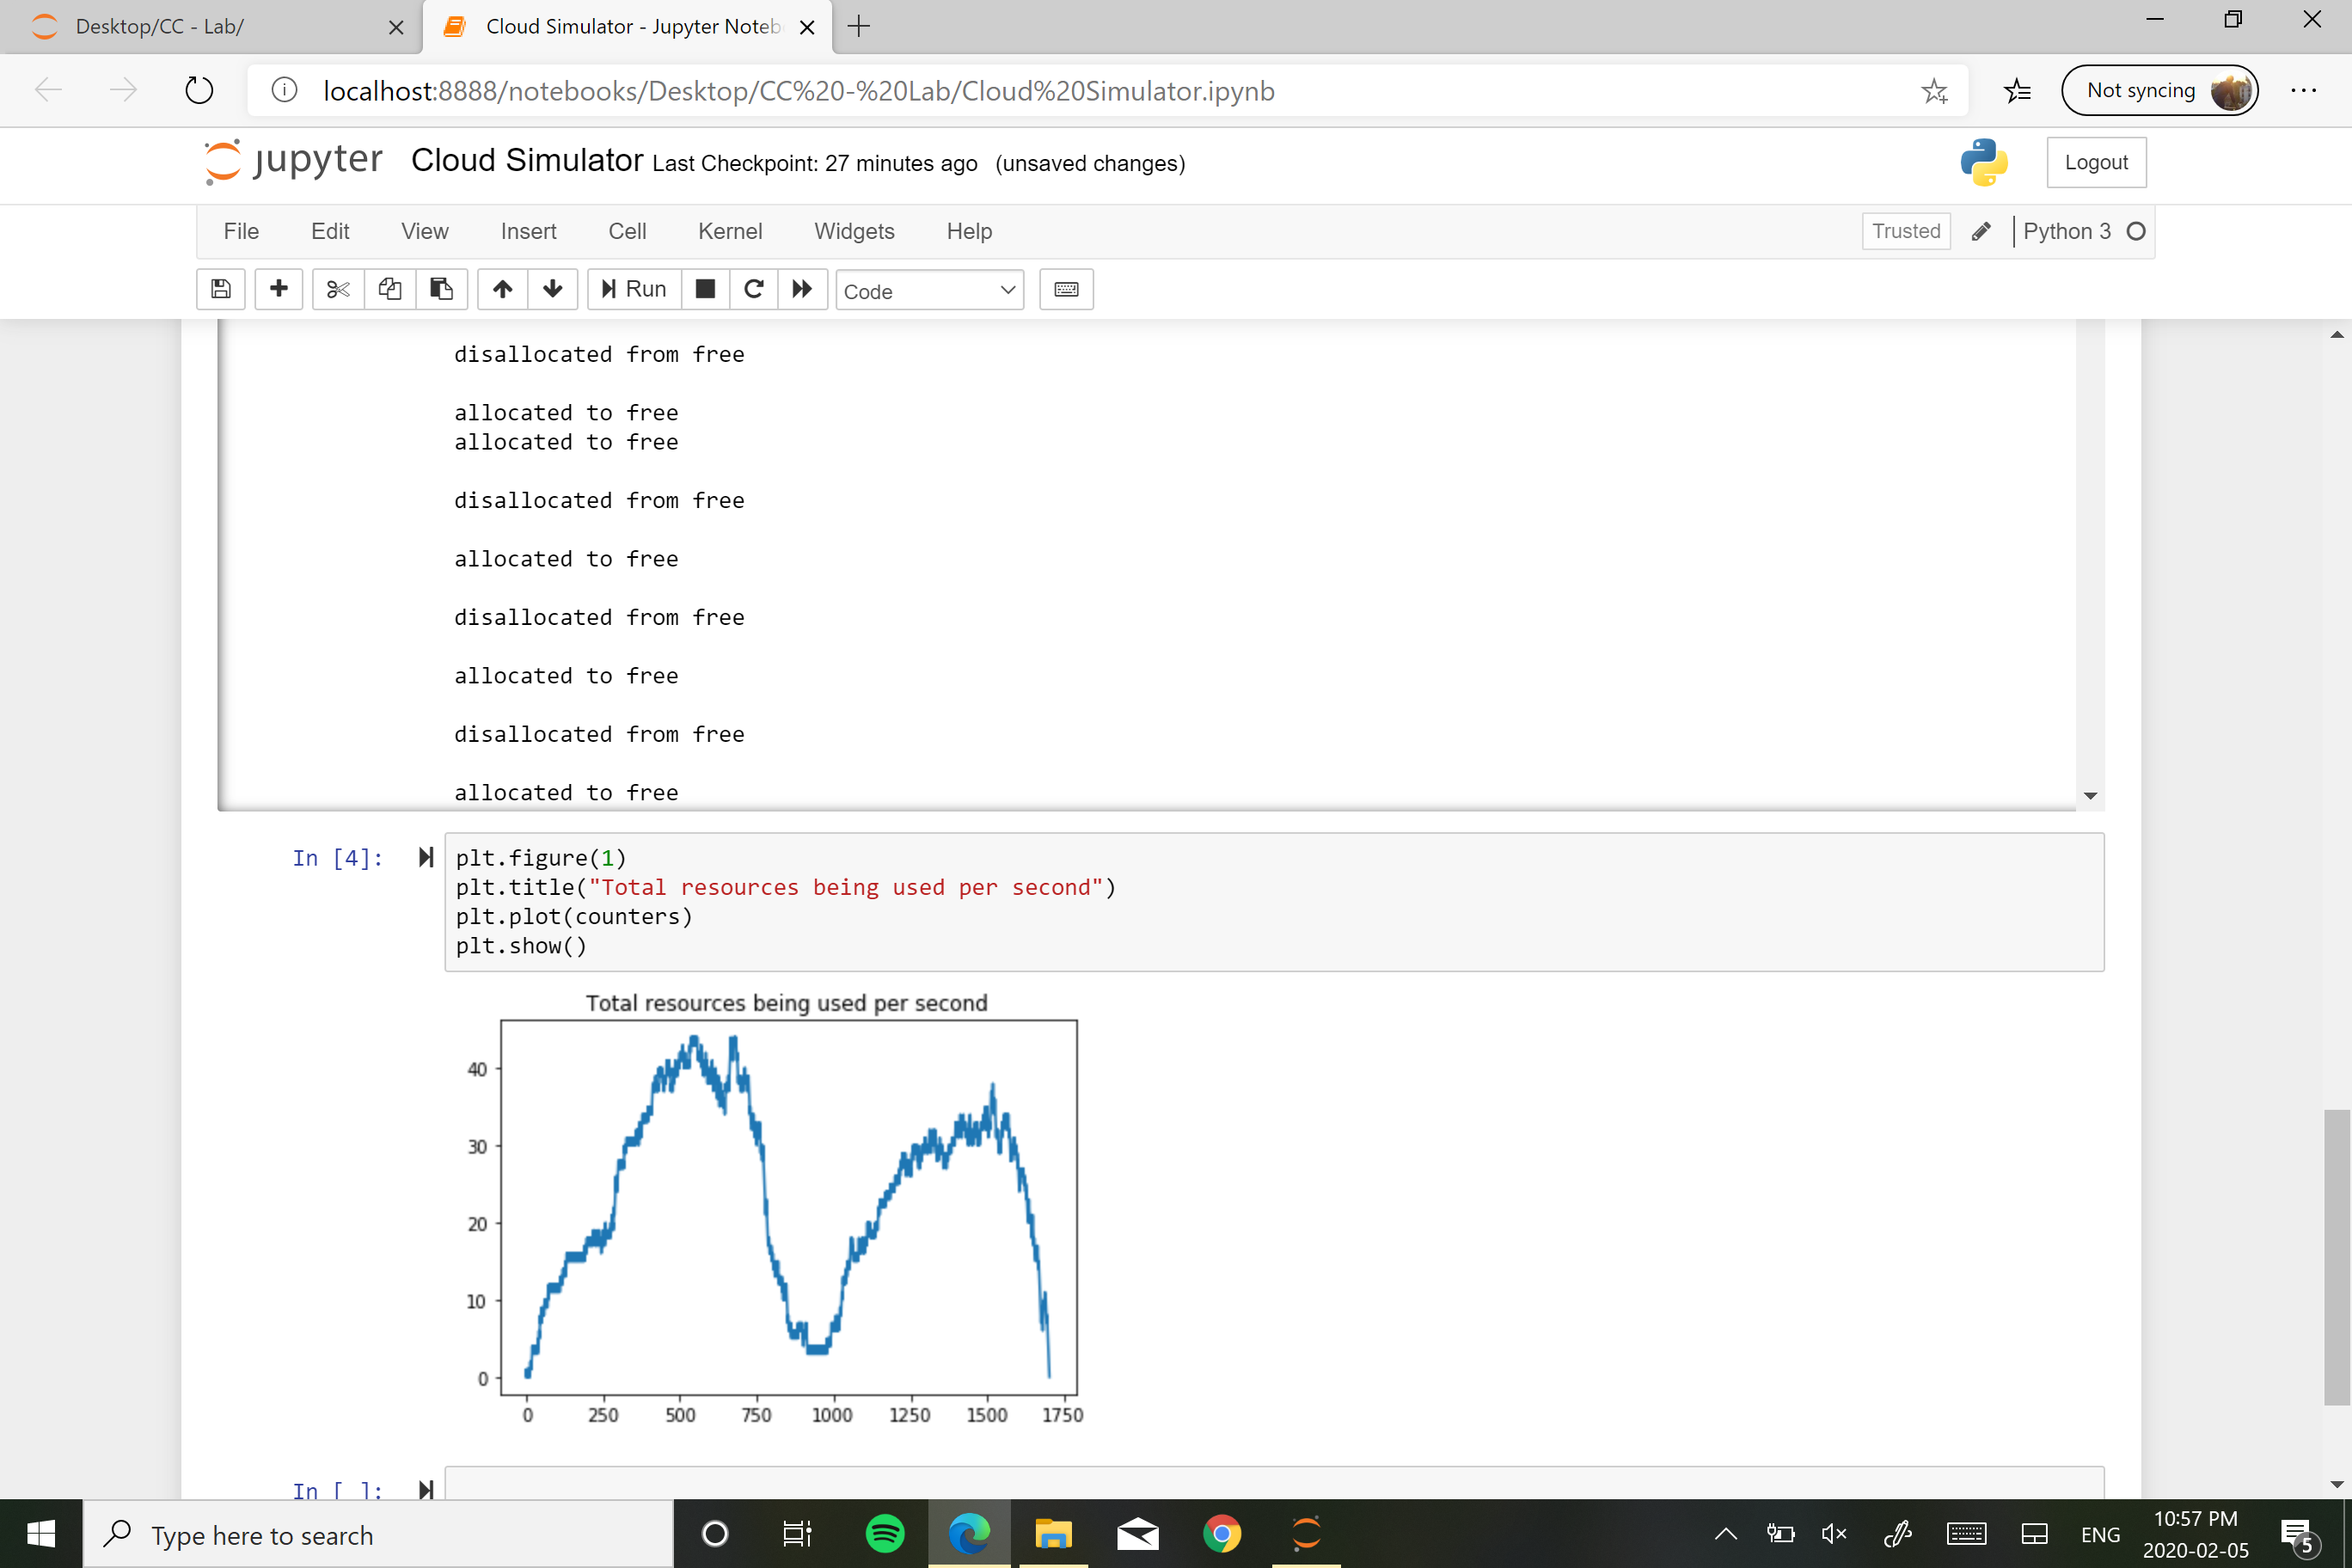 Desktop/CC - Lab/
Cloud Simulator - Jupyter Noteb
localhost:8888/notebooks/Desktop/CC%20-%20Lab/Cloud%20Simulator.ipynb
Not syncing
jupyter Cloud Simulator Last Checkpoint: 27 minutes ago (unsaved changes)
Logout
File Edit View Insert Cell Kernel Widgets Help
Trusted
Python 3
Run
Code
disallocated from free
allocated to free
allocated to free
disallocated from free
allocated to free
disallocated from free
allocated to free
disallocated from free
allocated to free
In [4]:
plt.figure(1)
plt.title("Total resources being used per second")
plt.plot(counters)
plt.show()
Total resources being used per second
40
30
20
10
0
0 250 500 750 1000 1250 1500 1750
In [ ]:
Type here to search
ENG
10:57 PM
2020-02-05
5